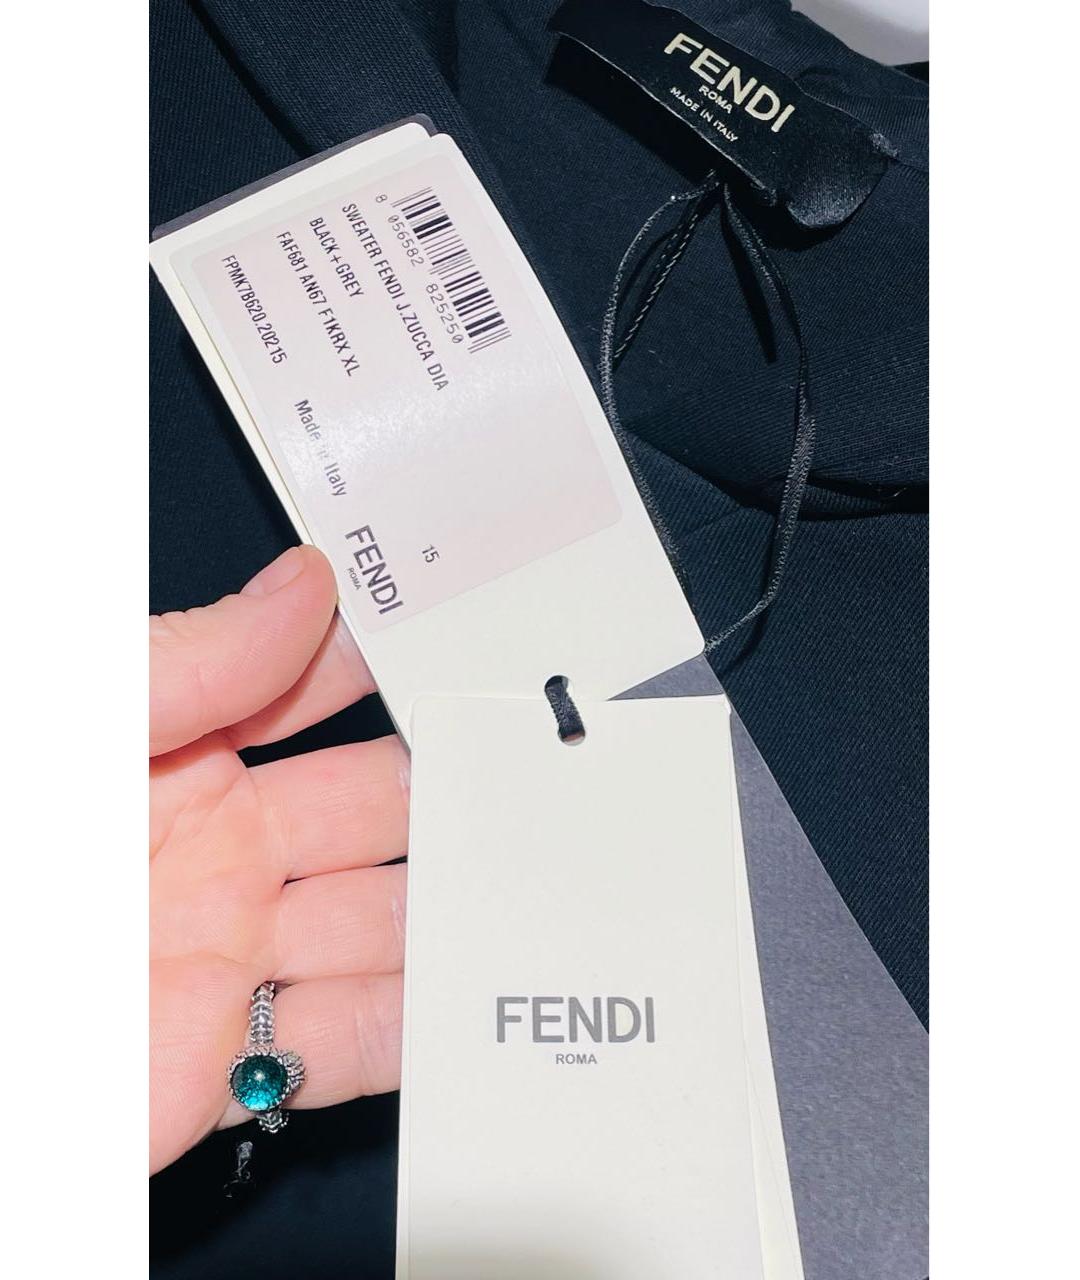 FENDI
ROMA
MADE IN ITALY
8 056582 825250
SWEATER FENDI J.ZUCCA DIA
BLACK+GREY
FAF681 AN67 F1KRX XL
FPMK7B620.20215
Made in Italy
15
FENDI
ROMA
FENDI
ROMA